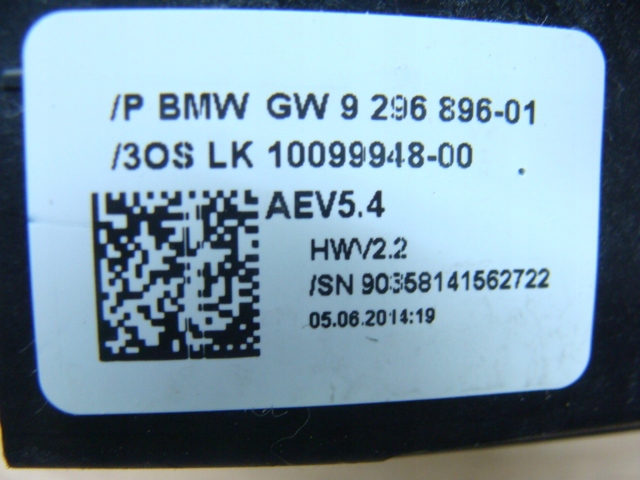 /P BMW GW 9 296 896-01
/3OS LK 10099948-00
AEV5.4
HWV2.2
/SN 90358141562722
05.06.2014:19